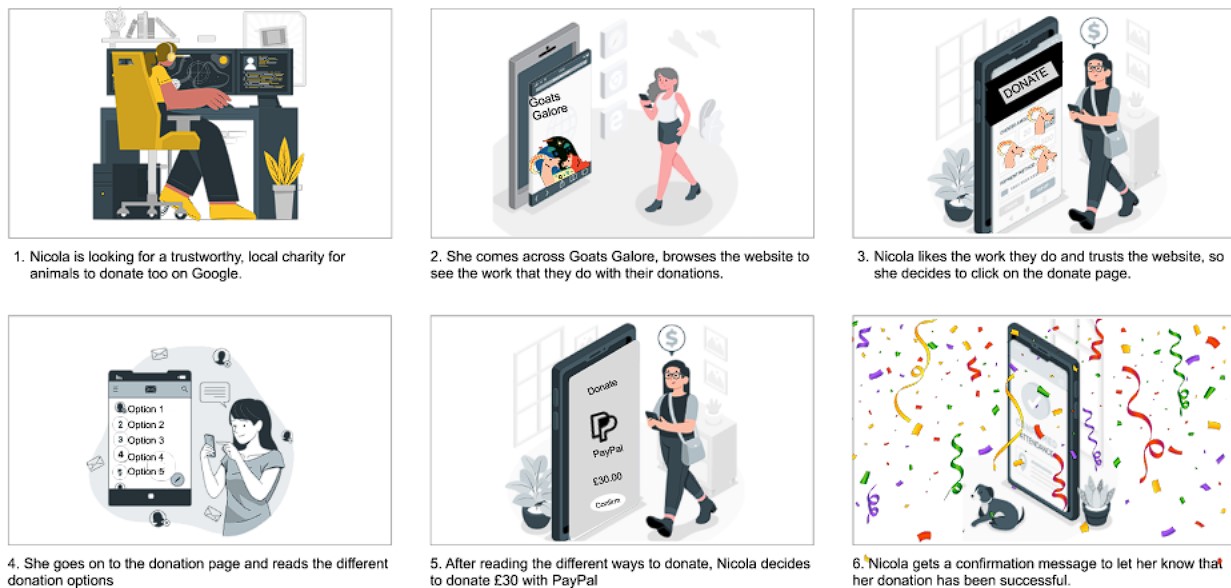 Goats
Galore
DONATE
1. Nicola is looking for a trustworthy, local charity for
animals to donate too on Google.
2. She comes across Goats Galore, browses the website to
see the work that they do with their donations.
3. Nicola likes the work they do and trusts the website, so
she decides to click on the donate page.
Option 1
2 Option 2
3 Option 3
4 Option 4
5 Option 5
Donate
PayPal
£30.00
Confirm
ATTENDANCE
4. She goes on to the donation page and reads the different
donation options
5. After reading the different ways to donate, Nicola decides
to donate £30 with PayPal
6. Nicola gets a confirmation message to let her know that
her donation has been successful.